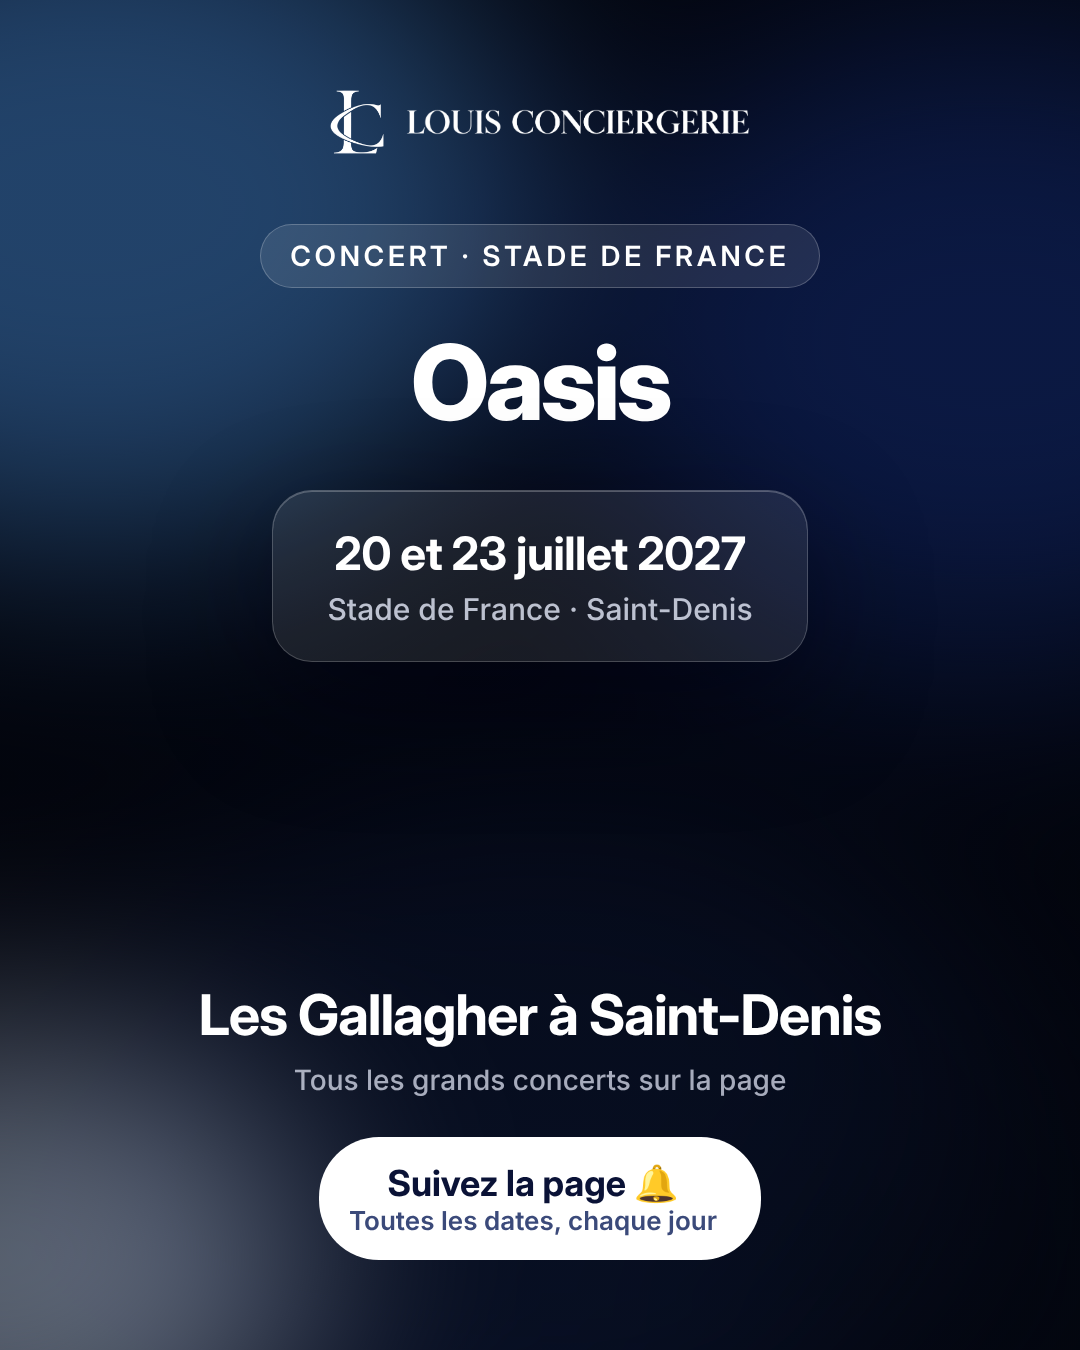 LC LOUIS CONCIERGERIE
CONCERT · STADE DE FRANCE
Oasis
20 et 23 juillet 2027
Stade de France · Saint-Denis
Les Gallagher à Saint-Denis
Tous les grands concerts sur la page
Suivez la page 🔔
Toutes les dates, chaque jour